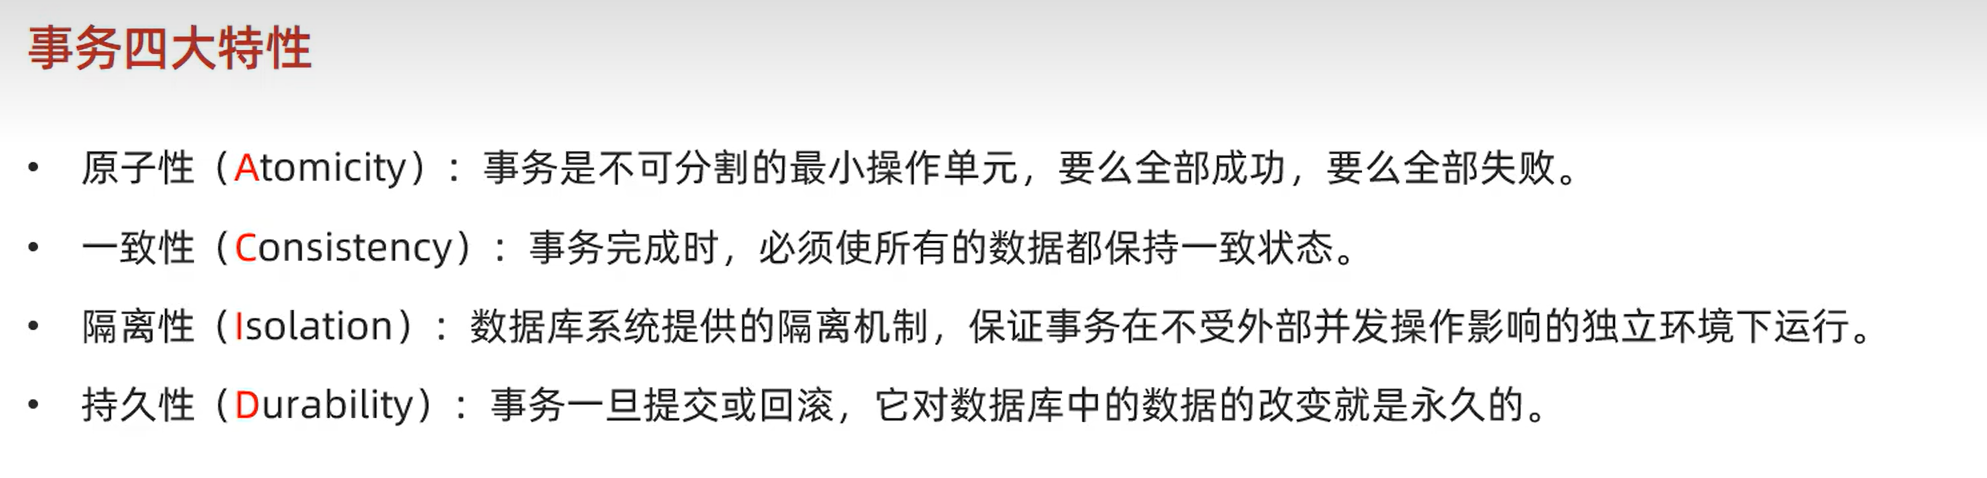 事务四大特性
• 原子性（Atomicity）：事务是不可分割的最小操作单元，要么全部成功，要么全部失败。
• 一致性（Consistency）：事务完成时，必须使所有的数据都保持一致状态。
• 隔离性（Isolation）：数据库系统提供的隔离机制，保证事务在不受外部并发操作影响的独立环境下运行。
• 持久性（Durability）：事务一旦提交或回滚，它对数据库中的数据的改变就是永久的。